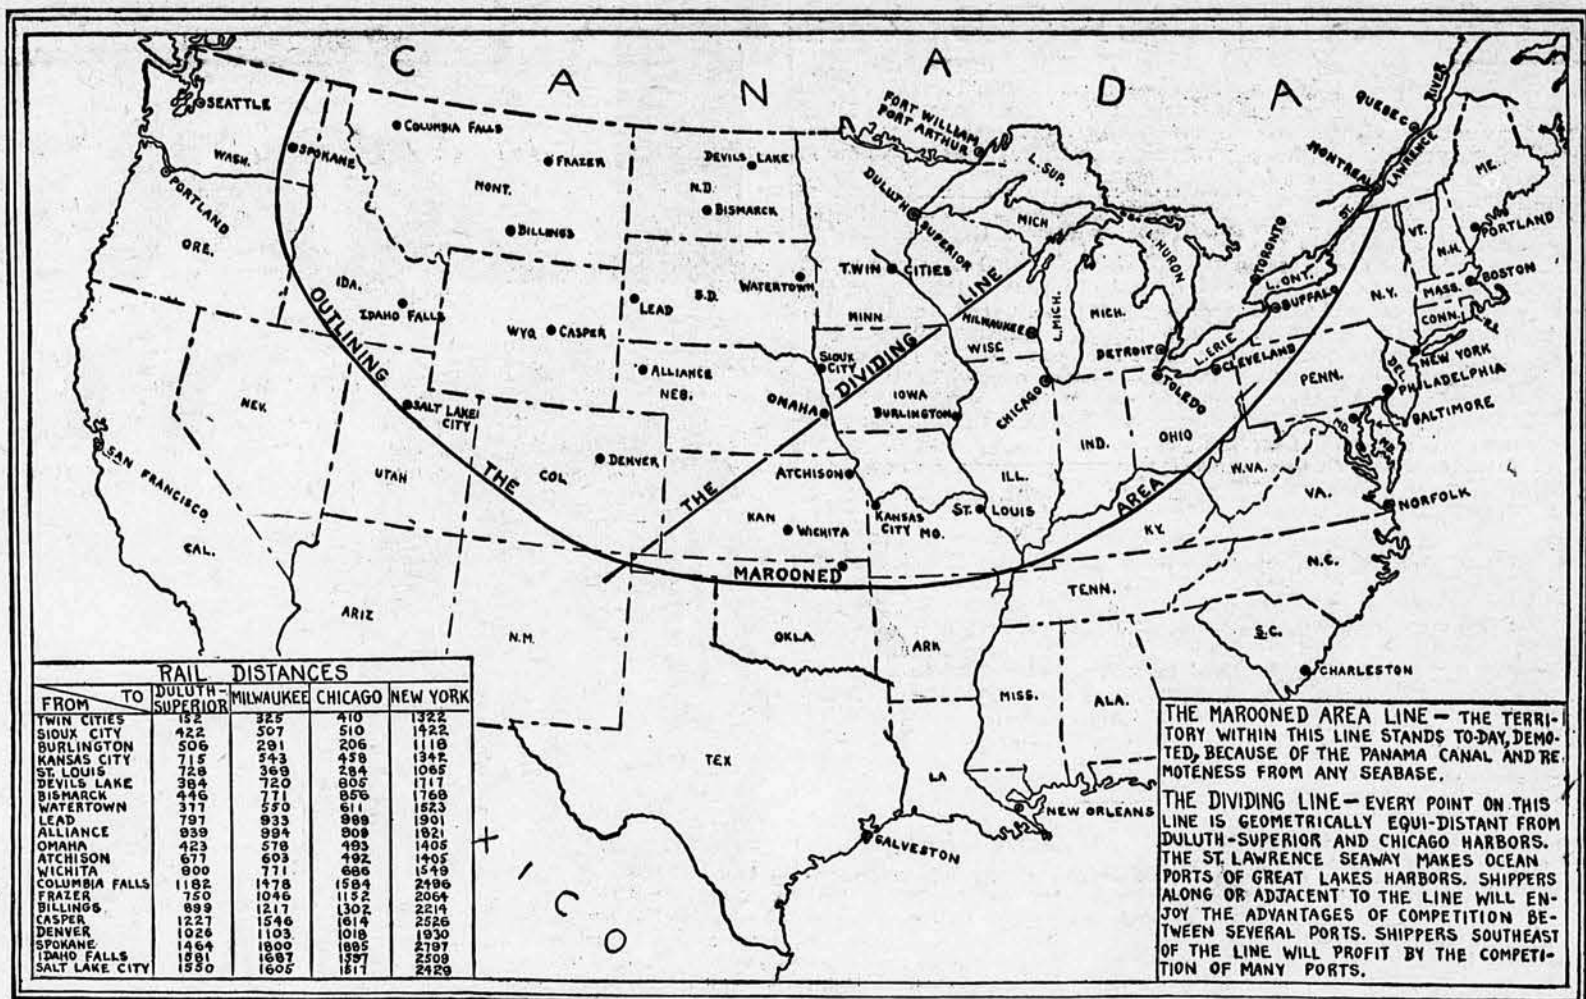 CANADA
SEATTLE
WASH.
SPOKANE
PORTLAND
ORE.
COLUMBIA FALLS
FRAZER
MONT.
BILLINGS
DEVILS LAKE
N.D.
BISMARCK
FORT WILLIAM
PORT ARTHUR
L. SUP.
DULUTH
SUPERIOR
MICH
L. HURON
TORONTO
MONTREAL
QUEBEC
ST. LAWRENCE RIVER
ME.
VT.
N.H.
PORTLAND
BOSTON
MASS.
CONN.
R.I.
N.Y.
L. ONT.
BUFFALO
IDA.
IDAHO FALLS
WYO
CASPER
LEAD
S.D.
WATERTOWN
TWIN CITIES
MINN.
MILWAUKEE
WISC
L. MICH.
MICH.
DETROIT
L. ERIE
CLEVELAND
TOLEDO
NEW YORK
PHILADELPHIA
BALTIMORE
DEL
MD.
PENN.
OUTLINING THE MAROONED AREA
THE DIVIDING LINE
NEV.
SALT LAKE CITY
ALLIANCE
NEB.
SIOUX CITY
OMAHA
IOWA
BURLINGTON
CHICAGO
IND.
OHIO
SAN FRANCISCO
CAL.
UTAH
COL
DENVER
ATCHISON
KAN
WICHITA
KANSAS CITY
MO.
ST. LOUIS
ILL.
KY.
W.VA.
VA.
NORFOLK
ARIZ
N.M.
OKLA
ARK
TENN.
N.C.
S.C.
CHARLESTON
MISS.
ALA.
TEX
LA
NEW ORLEANS
GALVESTON
RAIL DISTANCES
FROM TO DULUTH-SUPERIOR MILWAUKEE CHICAGO NEW YORK
TWIN CITIES 152 325 410 1322
SIOUX CITY 422 507 510 1422
BURLINGTON 506 291 206 1118
KANSAS CITY 715 543 458 1342
ST. LOUIS 728 369 284 1065
DEVILS LAKE 384 720 805 1717
BISMARCK 446 771 856 1768
WATERTOWN 377 550 611 1523
LEAD 797 933 989 1901
ALLIANCE 939 994 909 1821
OMAHA 423 578 493 1405
ATCHISON 677 603 492 1405
WICHITA 900 771 686 1549
COLUMBIA FALLS 1182 1478 1584 2496
FRAZER 750 1046 1152 2064
BILLINGS 899 1217 1302 2214
CASPER 1227 1546 1614 2526
DENVER 1026 1103 1018 1930
SPOKANE 1464 1800 1885 2797
IDAHO FALLS 1581 1687 1597 2509
SALT LAKE CITY 1550 1605 1517 2429
THE MAROONED AREA LINE — THE TERRI-
TORY WITHIN THIS LINE STANDS TO-DAY, DEMO-
TED, BECAUSE OF THE PANAMA CANAL AND RE
MOTENESS FROM ANY SEABASE.
THE DIVIDING LINE — EVERY POINT ON THIS
LINE IS GEOMETRICALLY EQUI-DISTANT FROM
DULUTH-SUPERIOR AND CHICAGO HARBORS.
THE ST. LAWRENCE SEAWAY MAKES OCEAN
PORTS OF GREAT LAKES HARBORS. SHIPPERS
ALONG OR ADJACENT TO THE LINE WILL EN-
JOY THE ADVANTAGES OF COMPETITION BE-
TWEEN SEVERAL PORTS. SHIPPERS SOUTHEAST
OF THE LINE WILL PROFIT BY THE COMPETI-
TION OF MANY PORTS.